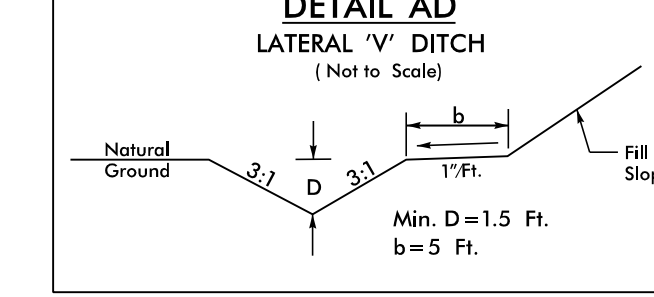 DETAIL AD
LATERAL 'V' DITCH
( Not to Scale)
b
Natural
Ground
3:1
D
3:1
1"/Ft.
Fill
Min. D=1.5 Ft.
b=5 Ft.